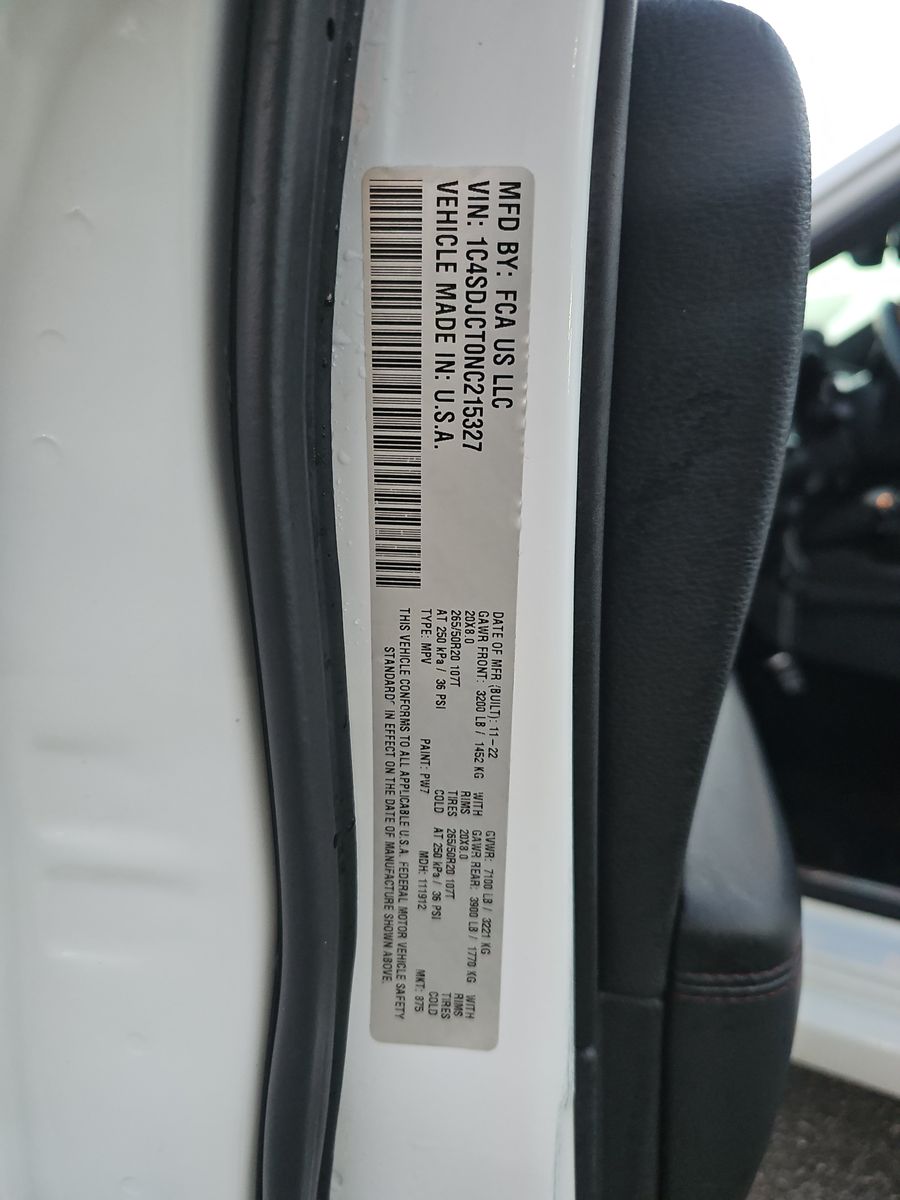 MFD BY: FCA US LLC
VIN: 1C4SDJCT0NC215327
VEHICLE MADE IN: U.S.A.
DATE OF MFR (BUILT): 11-22 GVWR: 7100 LB / 3221 KG
GAWR FRONT: 3200 LB / 1452 KG WITH GAWR REAR: 3900 LB / 1770 KG WITH
20X8.0 RIMS 20X8.0 RIMS
265/50R20 107T TIRES 265/50R20 107T TIRES
AT 250 kPa / 36 PSI COLD AT 250 kPa / 36 PSI COLD
TYPE: MPV PAINT: PW7 MDH: 111912 MKT: 875
THIS VEHICLE CONFORMS TO ALL APPLICABLE U.S.A. FEDERAL MOTOR VEHICLE SAFETY
STANDARDS IN EFFECT ON THE DATE OF MANUFACTURE SHOWN ABOVE.